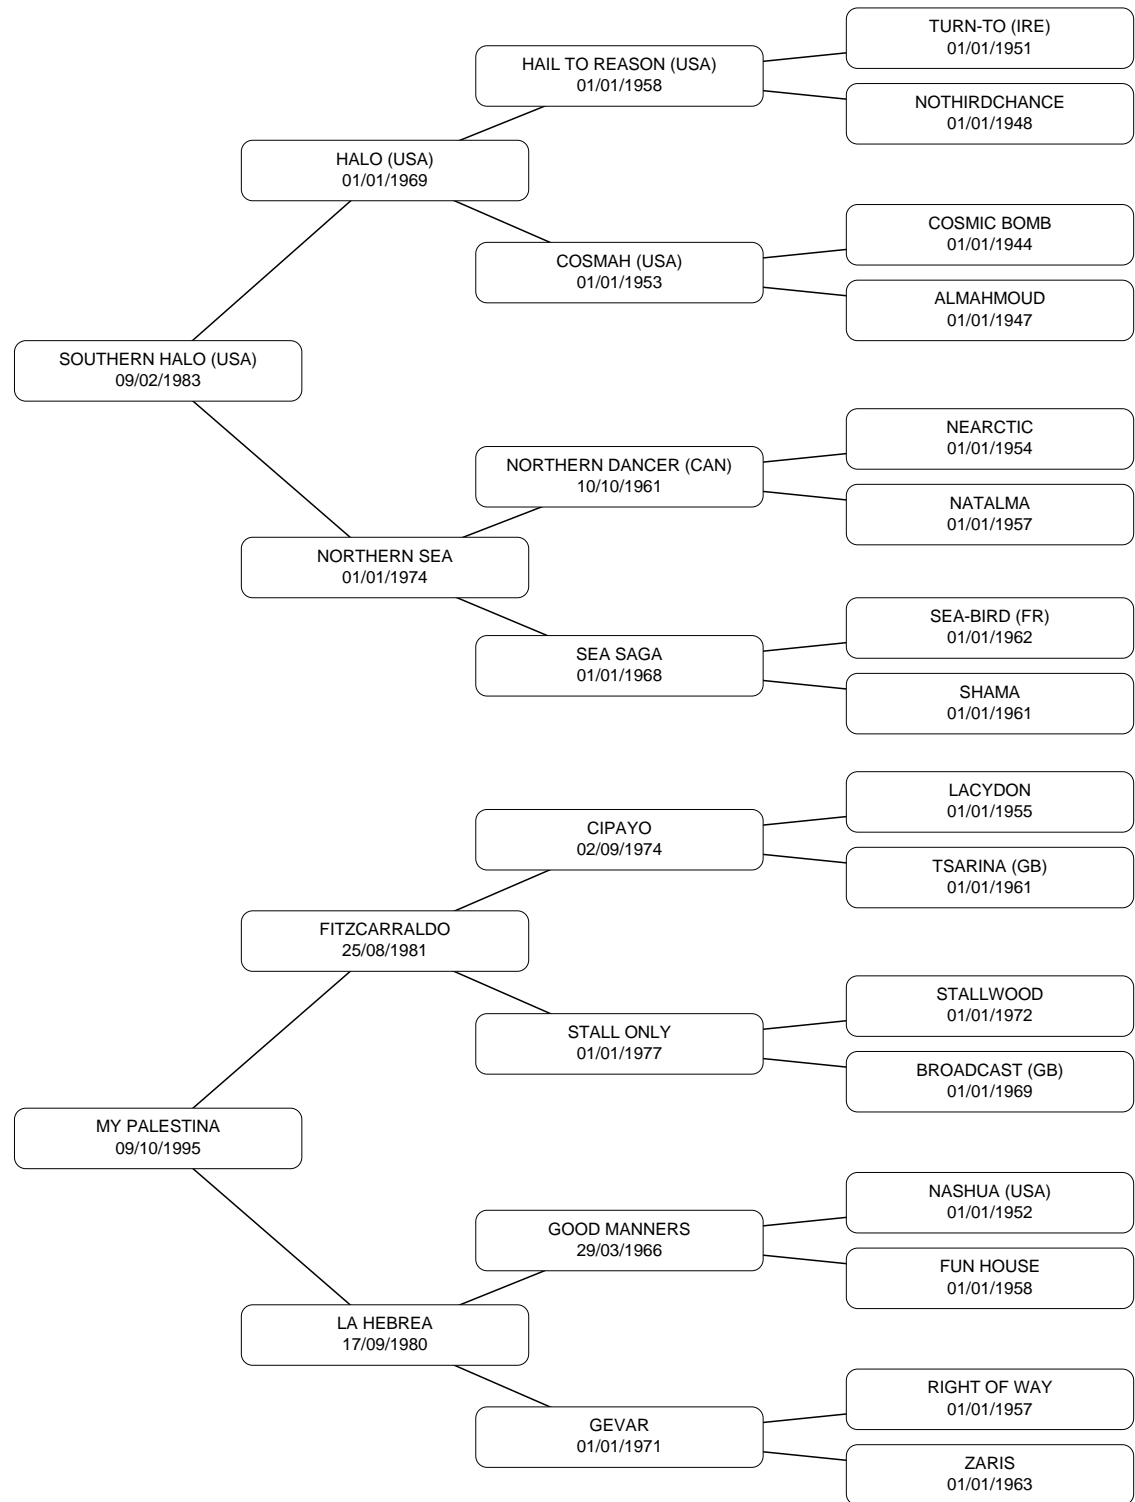 TURN-TO (IRE)
01/01/1951
HAIL TO REASON (USA)
01/01/1958
NOTHIRDCHANCE
01/01/1948
HALO (USA)
01/01/1969
COSMIC BOMB
01/01/1944
COSMAH (USA)
01/01/1953
ALMAHMOUD
01/01/1947
SOUTHERN HALO (USA)
09/02/1983
NEARCTIC
01/01/1954
NORTHERN DANCER (CAN)
10/10/1961
NATALMA
01/01/1957
NORTHERN SEA
01/01/1974
SEA-BIRD (FR)
01/01/1962
SEA SAGA
01/01/1968
SHAMA
01/01/1961
LACYDON
01/01/1955
CIPAYO
02/09/1974
TSARINA (GB)
01/01/1961
FITZCARRALDO
25/08/1981
STALLWOOD
01/01/1972
STALL ONLY
01/01/1977
BROADCAST (GB)
01/01/1969
MY PALESTINA
09/10/1995
NASHUA (USA)
01/01/1952
GOOD MANNERS
29/03/1966
FUN HOUSE
01/01/1958
LA HEBREA
17/09/1980
RIGHT OF WAY
01/01/1957
GEVAR
01/01/1971
ZARIS
01/01/1963